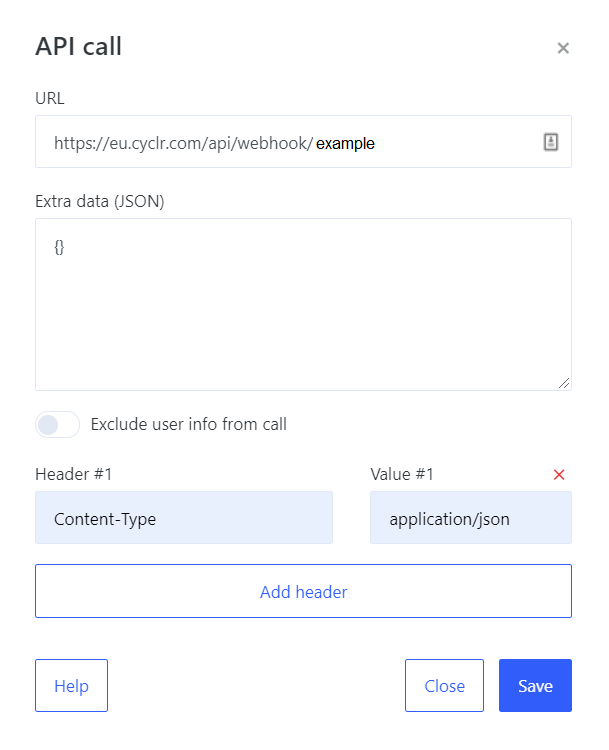 API call
URL
https://eu.cyclr.com/api/webhook/example
Extra data (JSON)
{}
Exclude user info from call
Header #1 Value #1
Content-Type application/json
Add header
Help Close Save